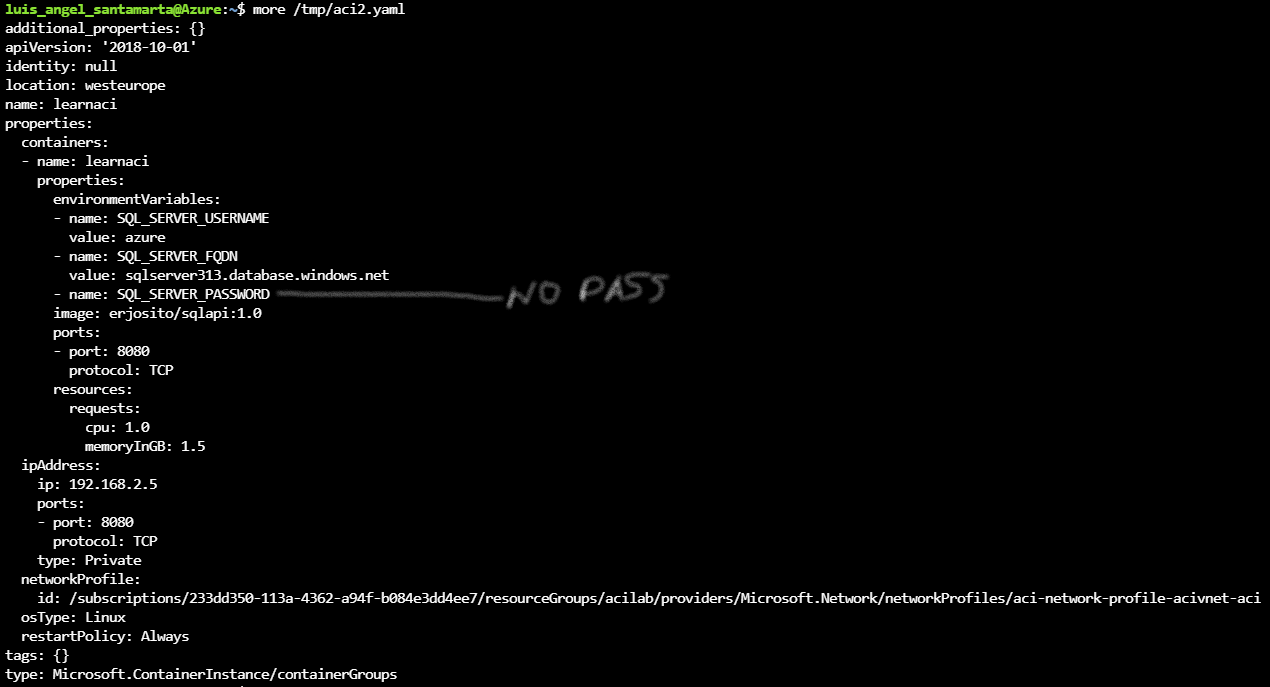 luis_angel_santamarta@Azure:~$ more /tmp/aci2.yaml
additional_properties: {}
apiVersion: '2018-10-01'
identity: null
location: westeurope
name: learnaci
properties:
  containers:
  - name: learnaci
    properties:
      environmentVariables:
      - name: SQL_SERVER_USERNAME
        value: azure
      - name: SQL_SERVER_FQDN
        value: sqlserver313.database.windows.net
      - name: SQL_SERVER_PASSWORD NO PASS
      image: erjosito/sqlapi:1.0
      ports:
      - port: 8080
        protocol: TCP
      resources:
        requests:
          cpu: 1.0
          memoryInGB: 1.5
  ipAddress:
    ip: 192.168.2.5
    ports:
    - port: 8080
      protocol: TCP
    type: Private
  networkProfile:
    id: /subscriptions/233dd350-113a-4362-a94f-b084e3dd4ee7/resourceGroups/acilab/providers/Microsoft.Network/networkProfiles/aci-network-profile-acivnet-aci
  osType: Linux
  restartPolicy: Always
tags: {}
type: Microsoft.ContainerInstance/containerGroups